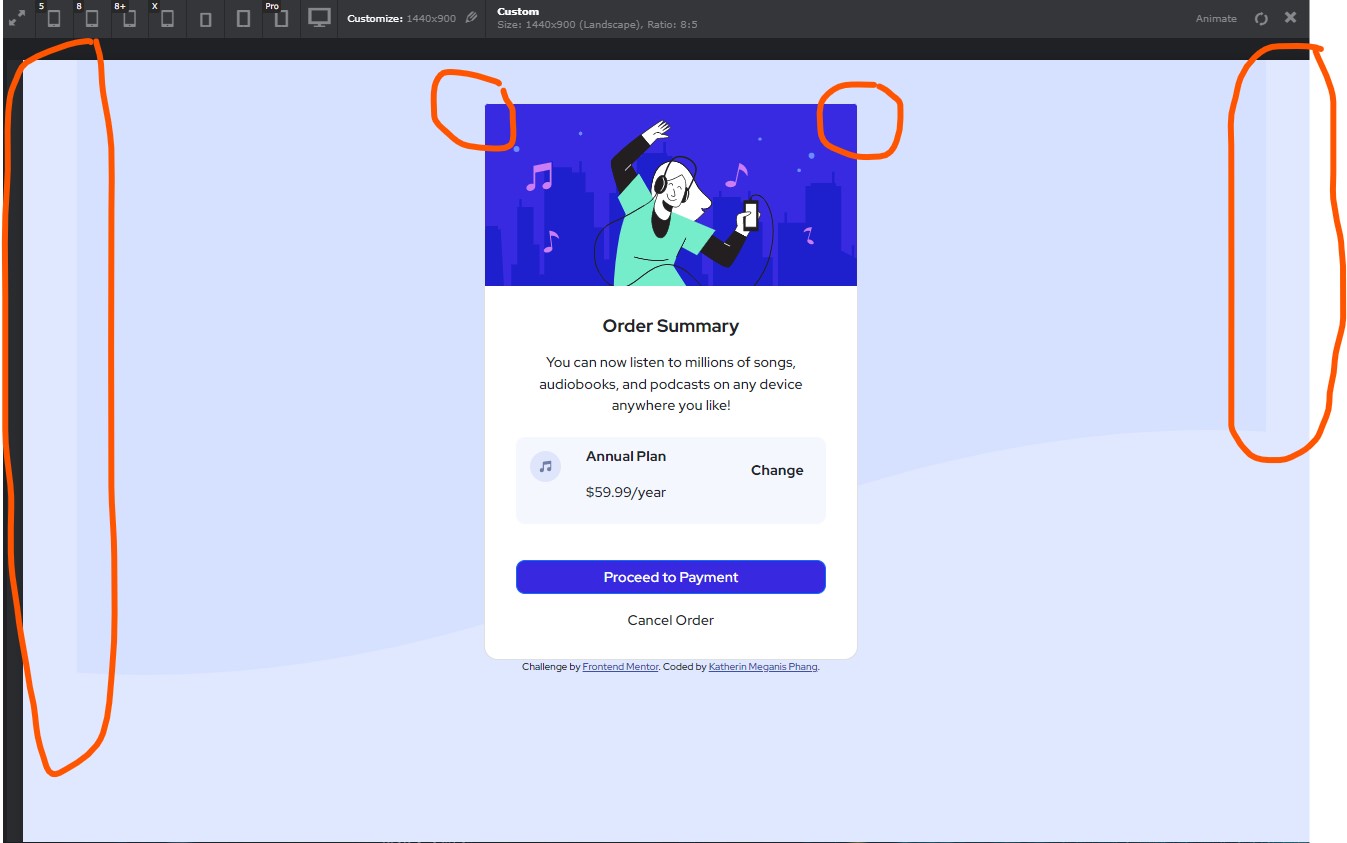 5
8
8+
X
Pro
Customize: 1440x900
Custom
Size: 1440x900 (Landscape), Ratio: 8:5
Animate
Order Summary
You can now listen to millions of songs,
audiobooks, and podcasts on any device
anywhere you like!
Annual Plan
Change
$59.99/year
Proceed to Payment
Cancel Order
Challenge by Frontend Mentor. Coded by Katherin Meganis Phang.